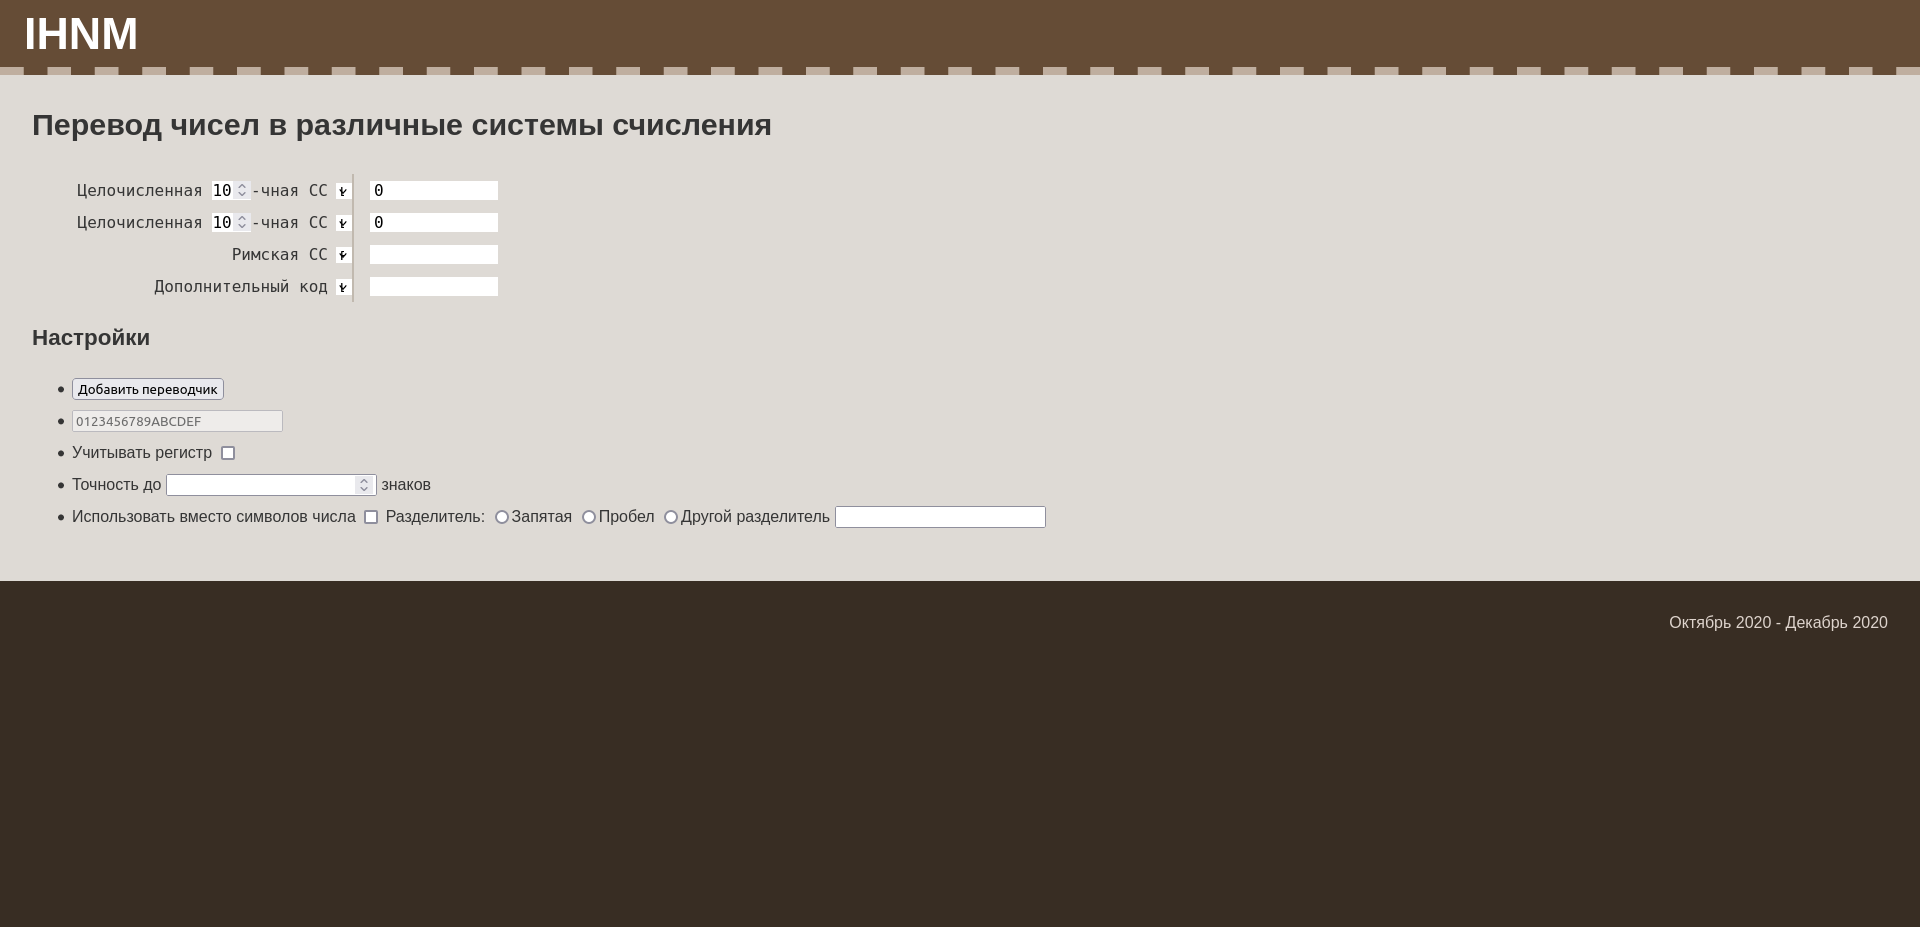 IHNM
Перевод чисел в различные системы счисления
Целочисленная 10 -чная СС 0
Целочисленная 10 -чная СС 0
Римская СС
Дополнительный код
Настройки
Добавить переводчик
0123456789ABCDEF
Учитывать регистр
Точность до знаков
Использовать вместо символов числа Разделитель: Запятая Пробел Другой разделитель
Октябрь 2020 - Декабрь 2020